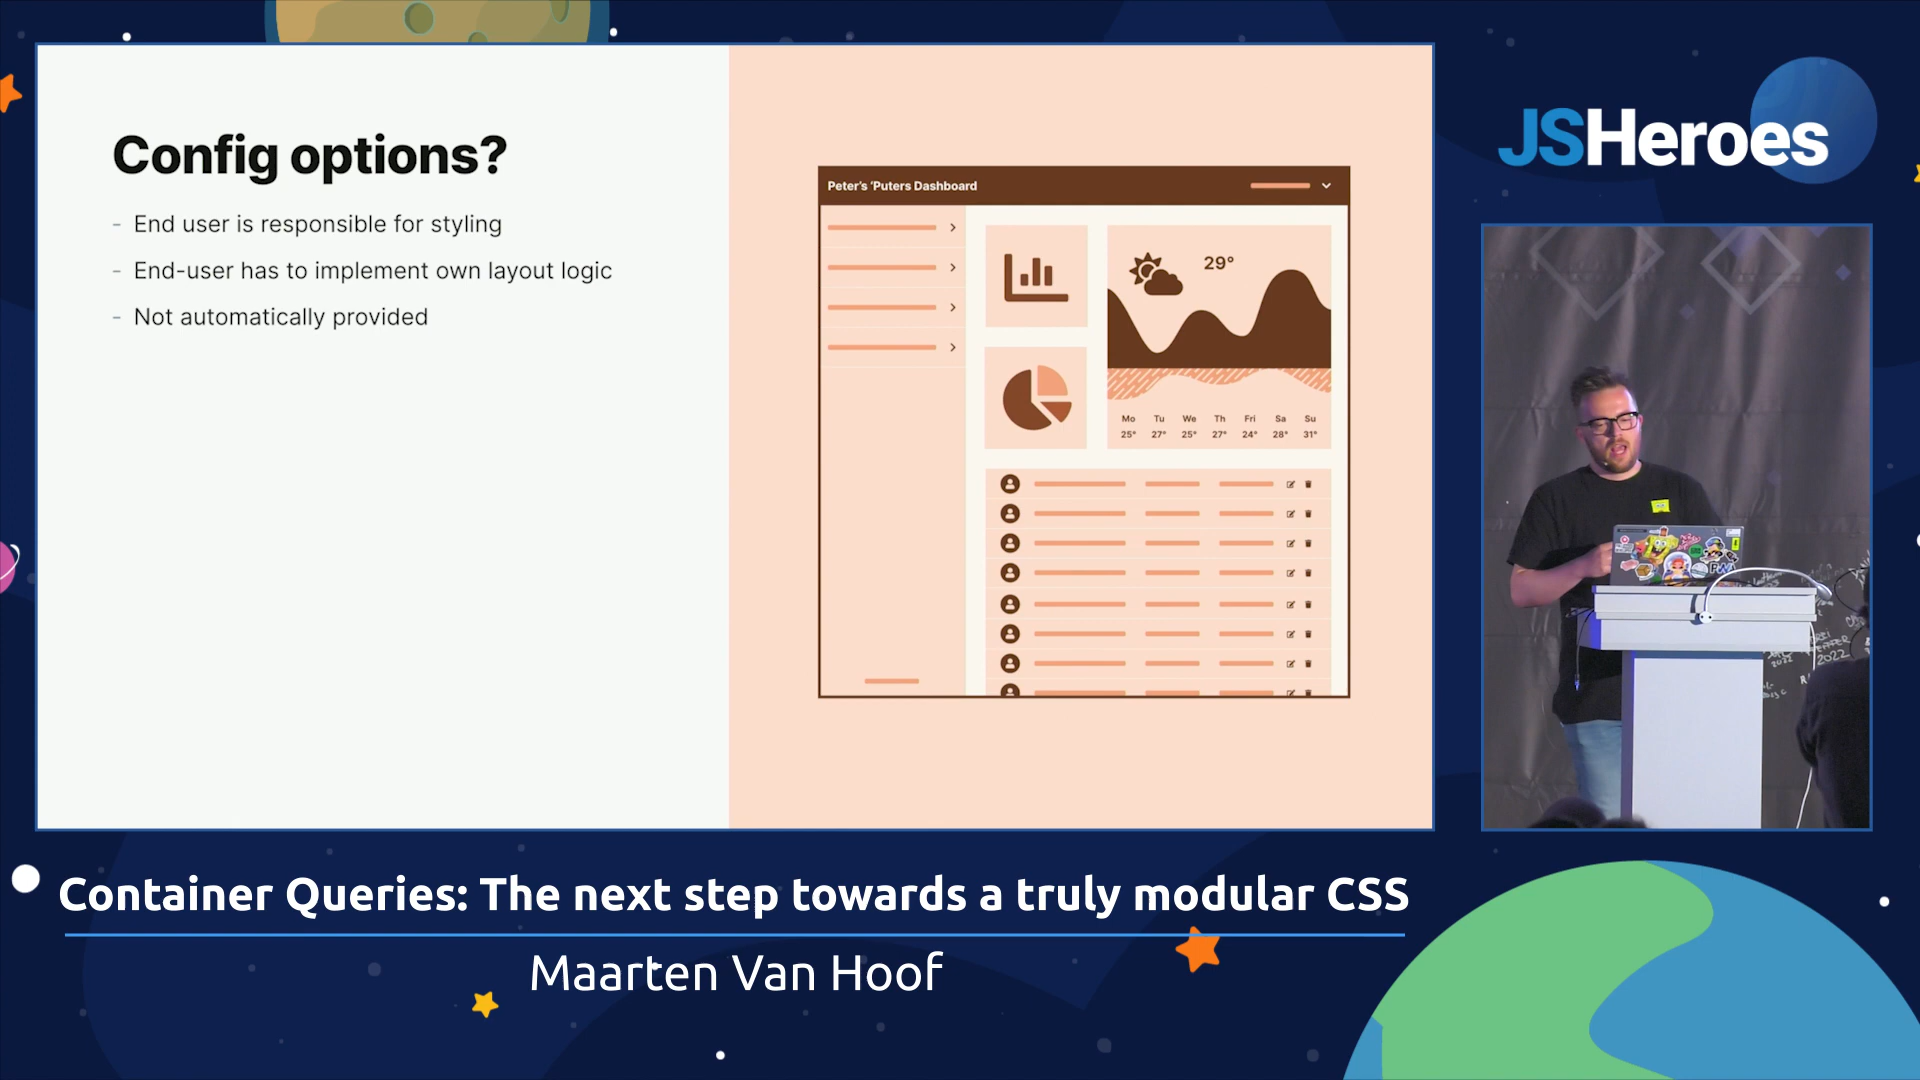 Config options?
- End user is responsible for styling
- End-user has to implement own layout logic
- Not automatically provided
Peter's 'Puters Dashboard
29°
Mo Tu We Th Fri Sa Su
25° 27° 25° 27° 24° 28° 31°
JSHeroes
2022
2022
Container Queries: The next step towards a truly modular CSS
Maarten Van Hoof